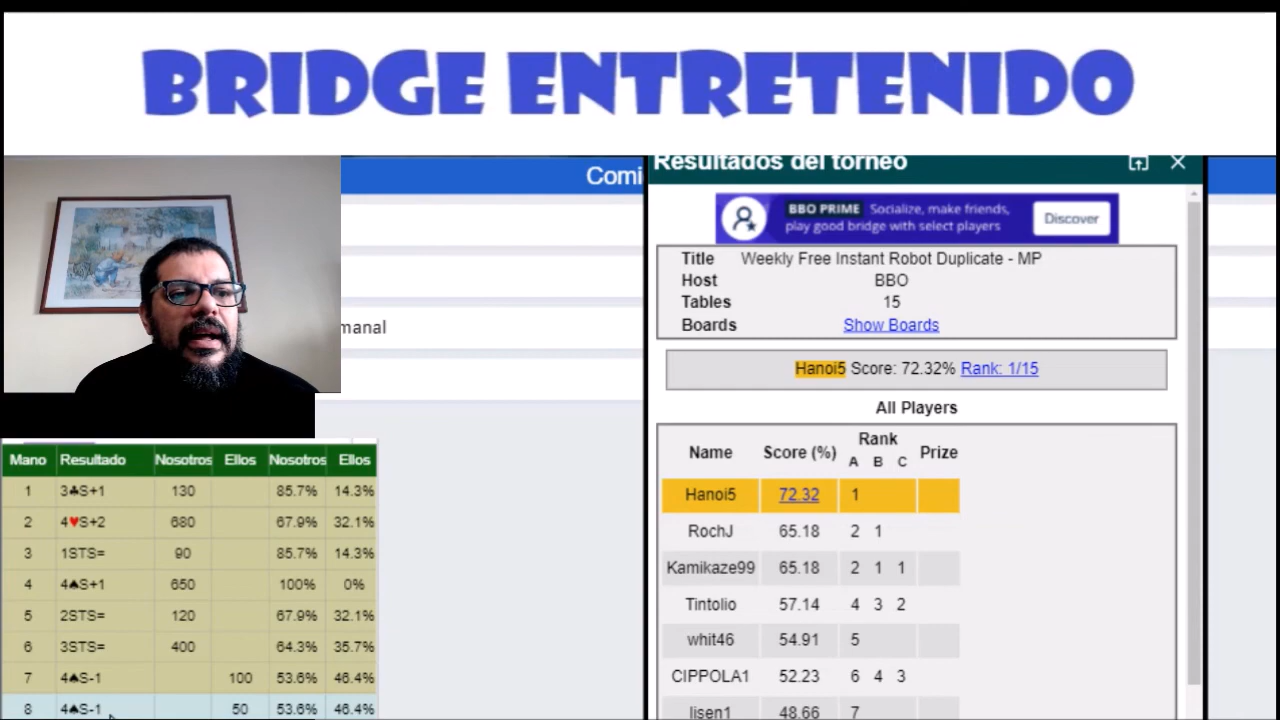 BRIDGE ENTRETENIDO
Comi
manal
Resultados del torneo
BBO PRIME Socialize, make friends,
play good bridge with select players
Discover
Title Weekly Free Instant Robot Duplicate - MP
Host BBO
Tables 15
Boards Show Boards
Hanoi5 Score: 72.32% Rank: 1/15
All Players
Name Score (%) Rank A B C Prize
Hanoi5 72.32 1
RochJ 65.18 2 1
Kamikaze99 65.18 2 1 1
Tintolio 57.14 4 3 2
whit46 54.91 5
CIPPOLA1 52.23 6 4 3
lisen1 48.66 7
Mano Resultado Nosotros Ellos Nosotros Ellos
1 3♣S+1 130 85.7% 14.3%
2 4♥S+2 680 67.9% 32.1%
3 1STS= 90 85.7% 14.3%
4 4♠S+1 650 100% 0%
5 2STS= 120 67.9% 32.1%
6 3STS= 400 64.3% 35.7%
7 4♠S-1 100 53.6% 46.4%
8 4♠S-1 50 53.6% 46.4%